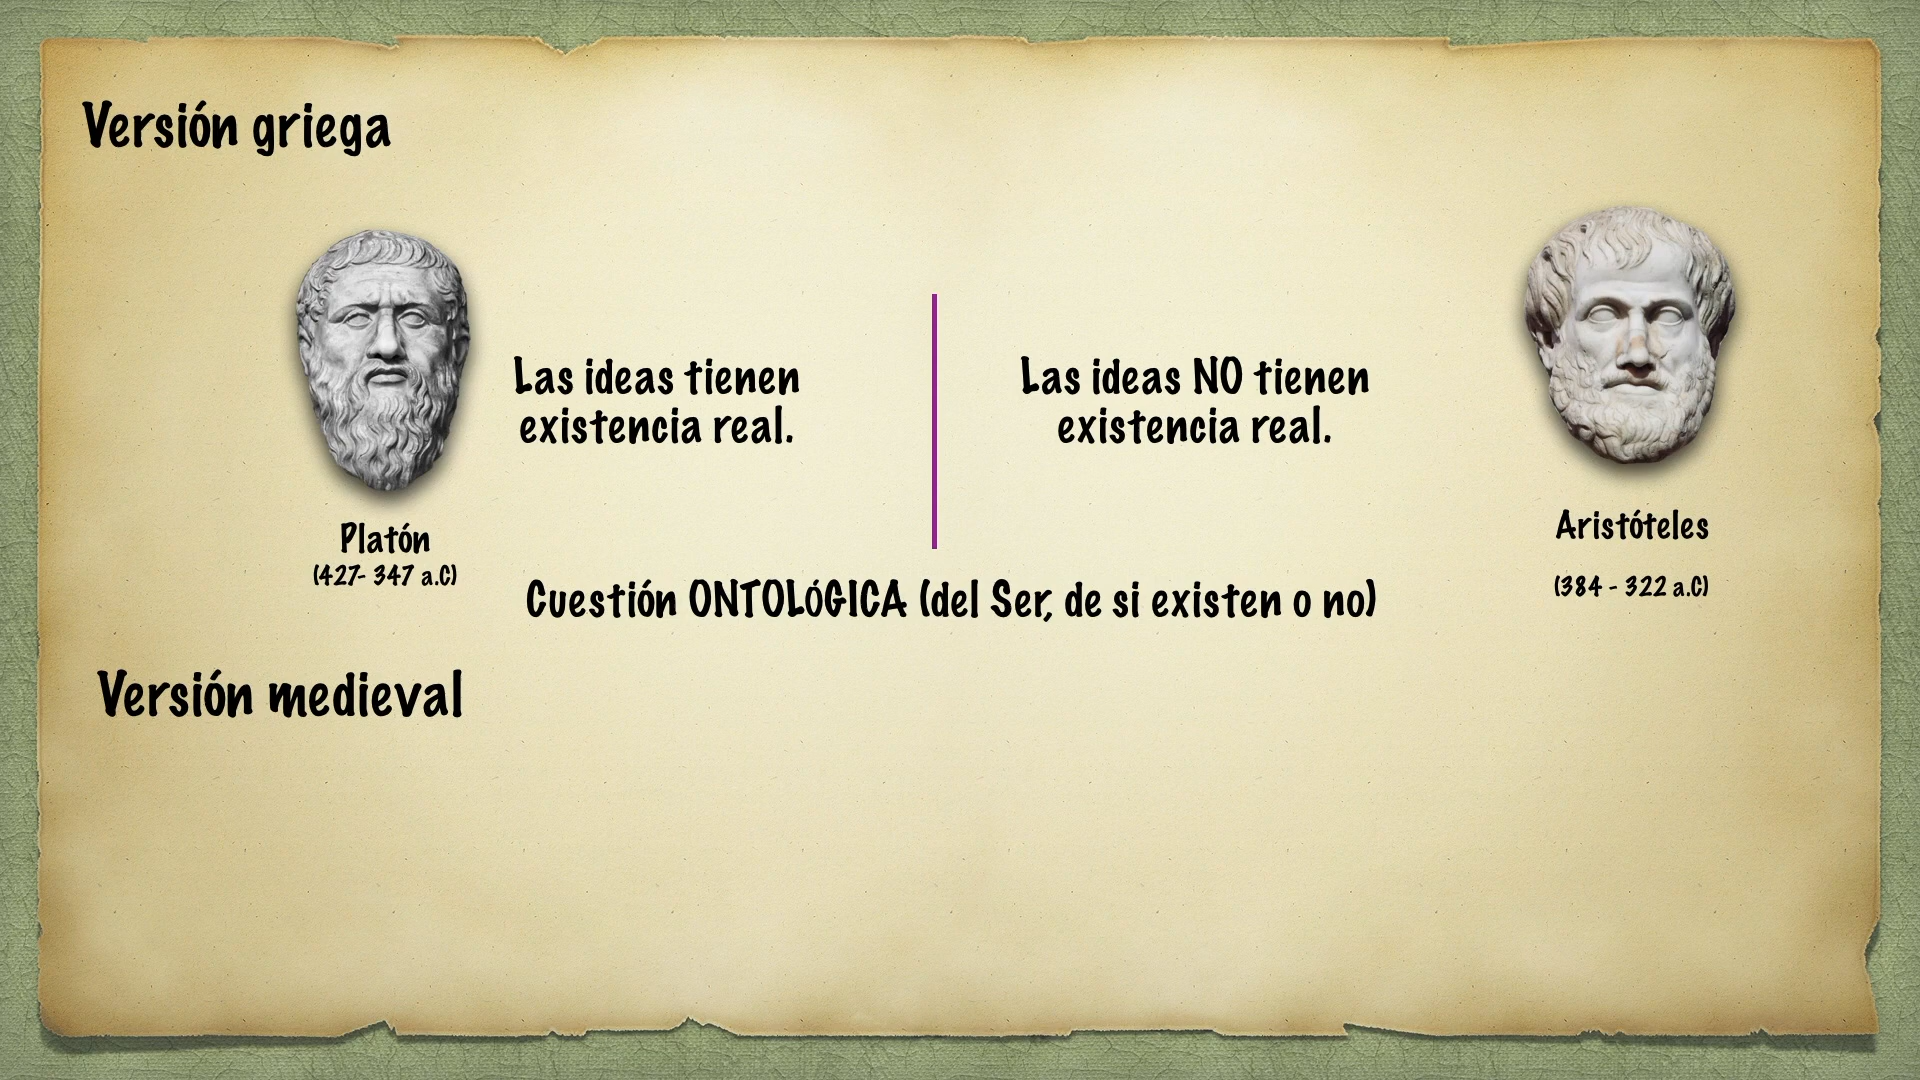 Versión griega
Las ideas tienen
existencia real.
Las ideas NO tienen
existencia real.
Platón
(427- 347 a.C)
Aristóteles
(384 - 322 a.C)
Cuestión ONTOLÓGICA (del Ser, de si existen o no)
Versión medieval